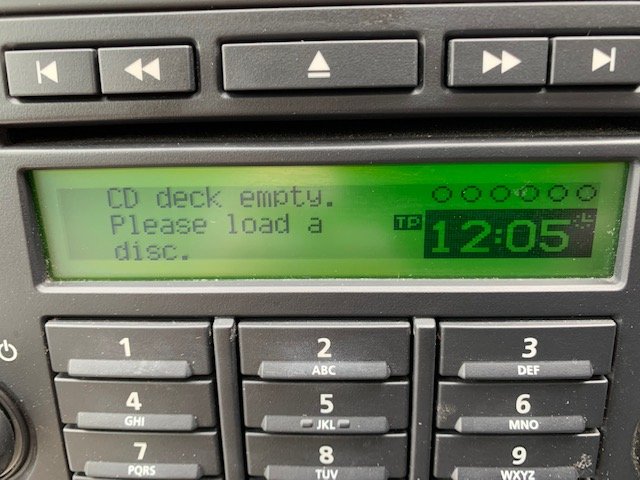 CD deck empty.
Please load a
disc.
TP
12:05
1
2
ABC
3
DEF
4
GHI
5
JKL
6
MNO
7
PQRS
8
TUV
9
WXYZ